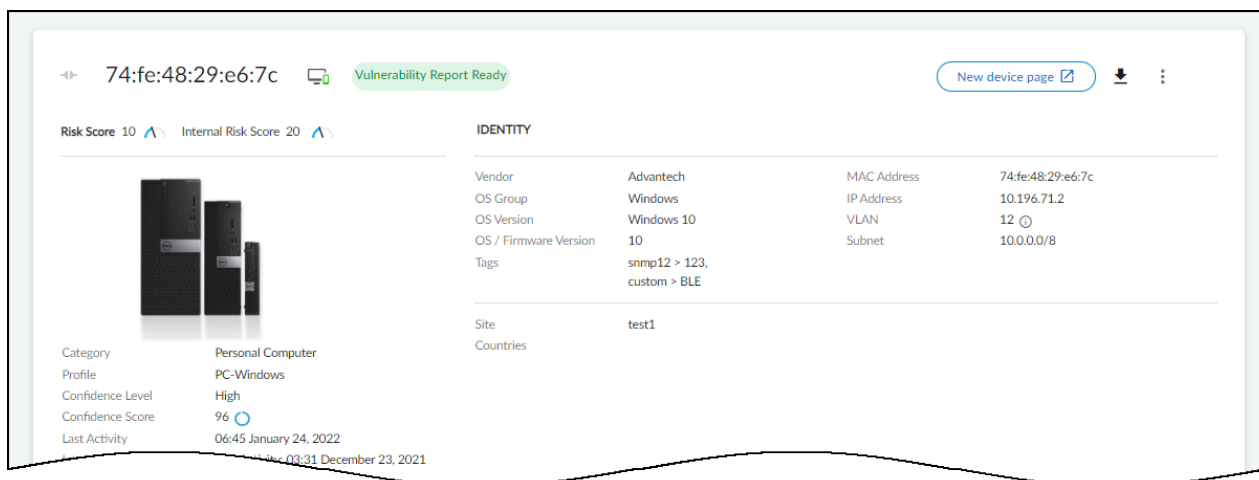 74:fe:48:29:e6:7c Vulnerability Report Ready New device page
Risk Score 10 Internal Risk Score 20
IDENTITY
Vendor Advantech MAC Address 74:fe:48:29:e6:7c
OS Group Windows IP Address 10.196.71.2
OS Version Windows 10 VLAN 12
OS / Firmware Version 10 Subnet 10.0.0.0/8
Tags snmp12 > 123,
custom > BLE
Site test1
Countries
Category Personal Computer
Profile PC-Windows
Confidence Level High
Confidence Score 96
Last Activity 06:45 January 24, 2022
03:31 December 23, 2021